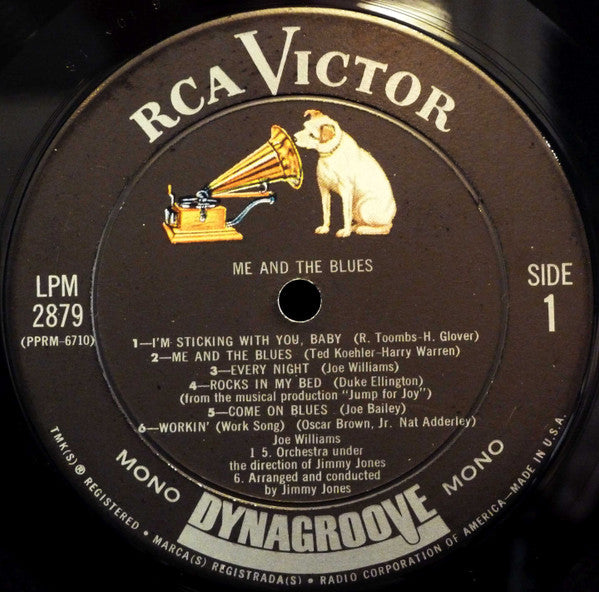 RCA VICTOR
ME AND THE BLUES
LPM
2879
(PPRM-6710)
SIDE
1
1—I'M STICKING WITH YOU, BABY (R. Toombs-H. Glover)
2—ME AND THE BLUES (Ted Koehler-Harry Warren)
3—EVERY NIGHT (Joe Williams)
4—ROCKS IN MY BED (Duke Ellington)
(from the musical production "Jump for Joy")
5—COME ON BLUES (Joe Bailey)
6—WORKIN' (Work Song) (Oscar Brown, Jr. Nat Adderley)
Joe Williams
1 5. Orchestra under
the direction of Jimmy Jones
6. Arranged and conducted
by Jimmy Jones
MONO
DYNAGROOVE
MONO
TMK(S) ® REGISTERED • MARCA(S) REGISTRADA(S) • RADIO CORPORATION OF AMERICA—MADE IN U.S.A.